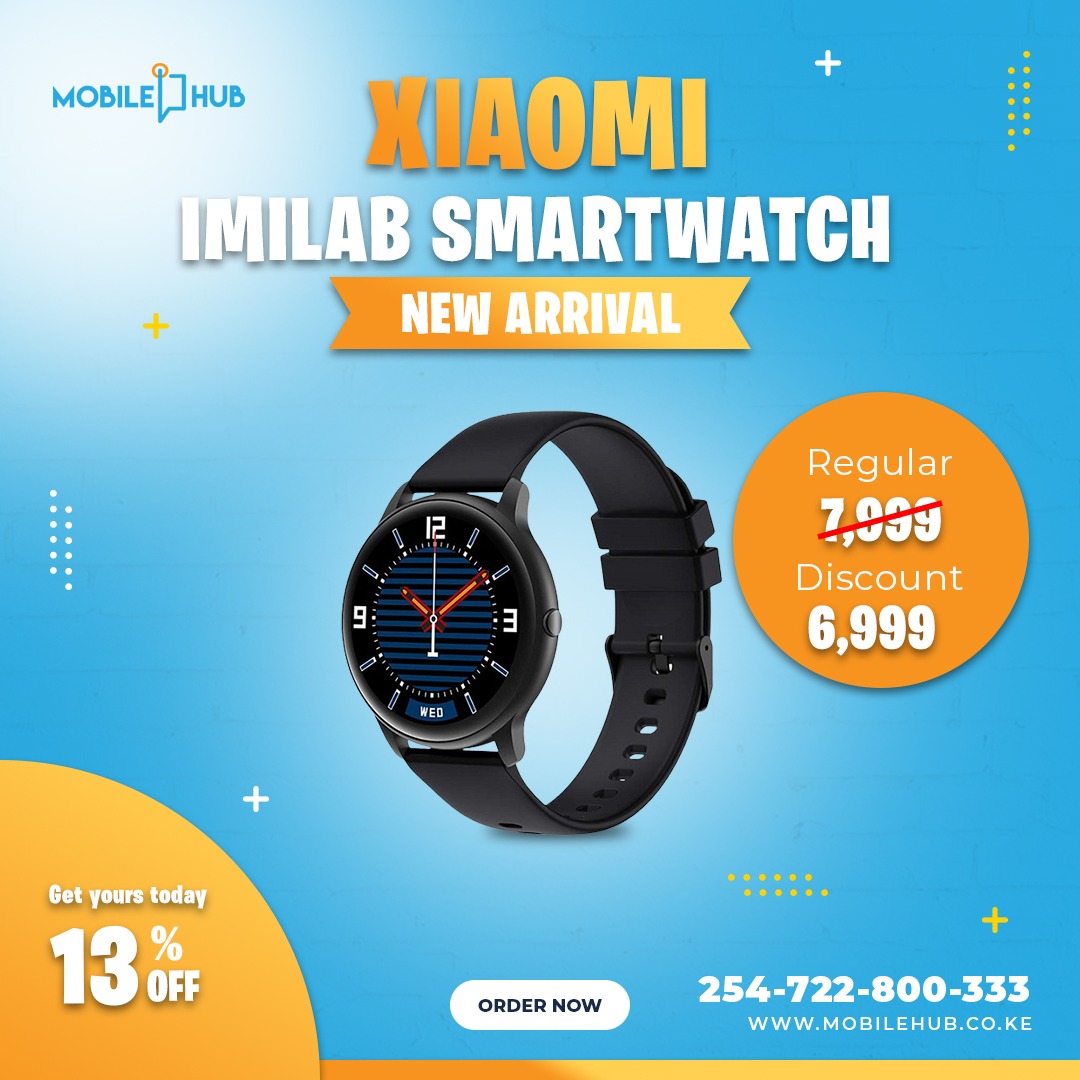 MOBILE HUB
XIAOMI
IMILAB SMARTWATCH
NEW ARRIVAL
Regular
7,999
Discount
6,999
12
9
3
WED
Get yours today
13% OFF
ORDER NOW
254-722-800-333
WWW.MOBILEHUB.CO.KE